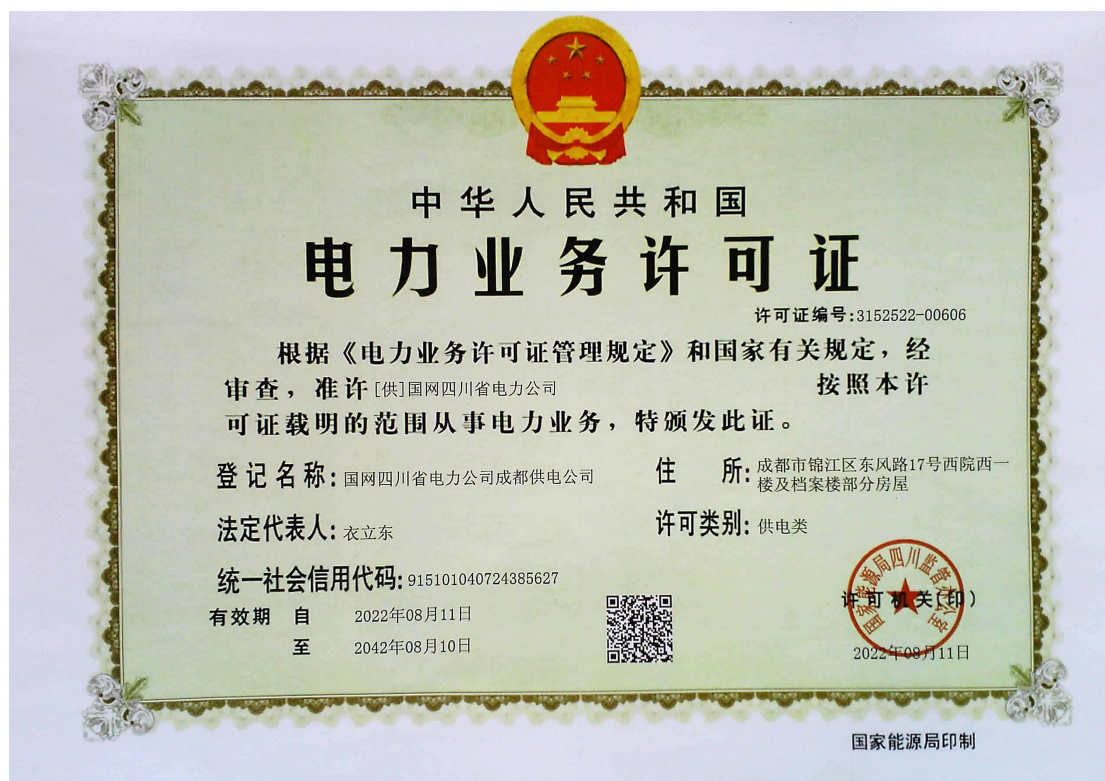 中华人民共和国
电力业务许可证
许可证编号:3152522-00606
根据《电力业务许可证管理规定》和国家有关规定，经
审查，准许[供]国网四川省电力公司 按照本许
可证载明的范围从事电力业务，特颁发此证。
登记名称:国网四川省电力公司成都供电公司
住 所:成都市锦江区东风路17号西院西一
楼及档案楼部分房屋
法定代表人:衣立东
许可类别:供电类
统一社会信用代码:915101040724385627
有效期 自 2022年08月11日
至 2042年08月10日
国家能源局四川监管办公室
许可机关(印)
2022年08月11日
国家能源局印制